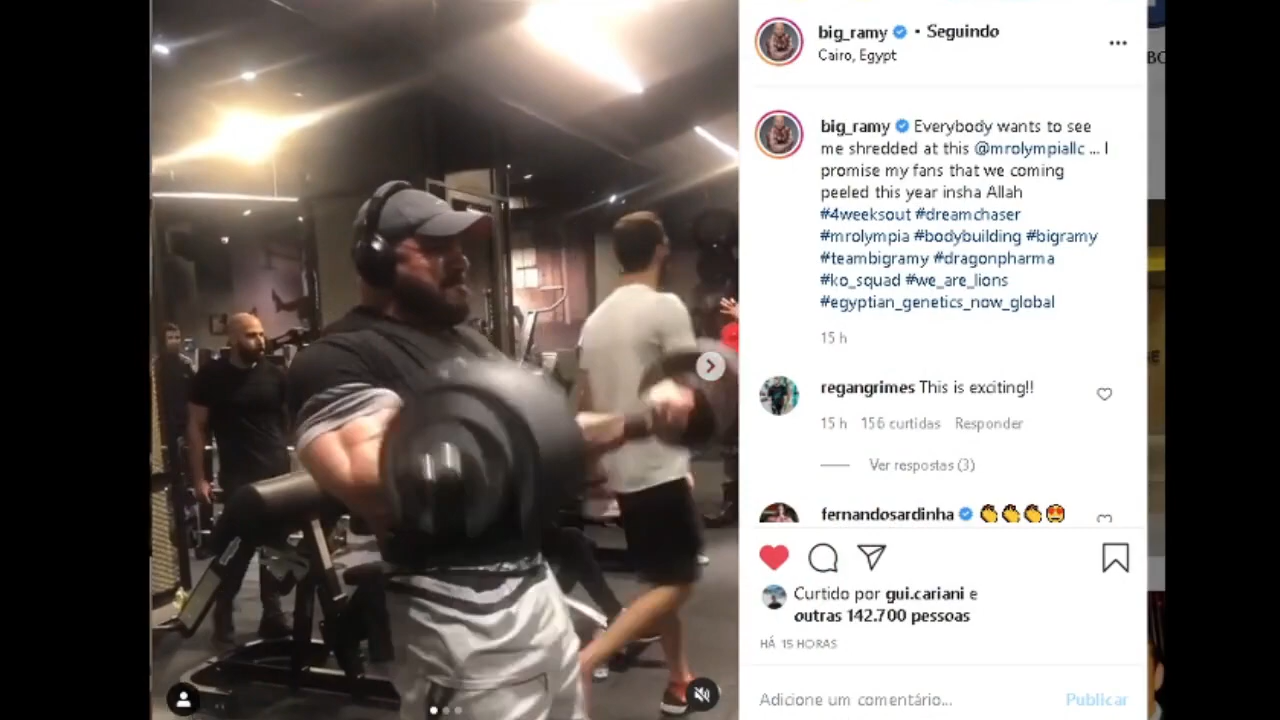 big_ramy • Seguindo
Cairo, Egypt
big_ramy Everybody wants to see
me shredded at this @mrolympiallc ... I
promise my fans that we coming
peeled this year insha Allah
#4weeksout #dreamchaser
#mrolympia #bodybuilding #bigramy
#teambigramy #dragonpharma
#ko_squad #we_are_lions
#egyptian_genetics_now_global
15 h
regangrimes This is exciting!!
15 h 156 curtidas Responder
Ver respostas (3)
fernandosardinha 👏👏👏😍
Curtido por gui.cariani e
outras 142.700 pessoas
HÁ 15 HORAS
Adicione um comentário... Publicar